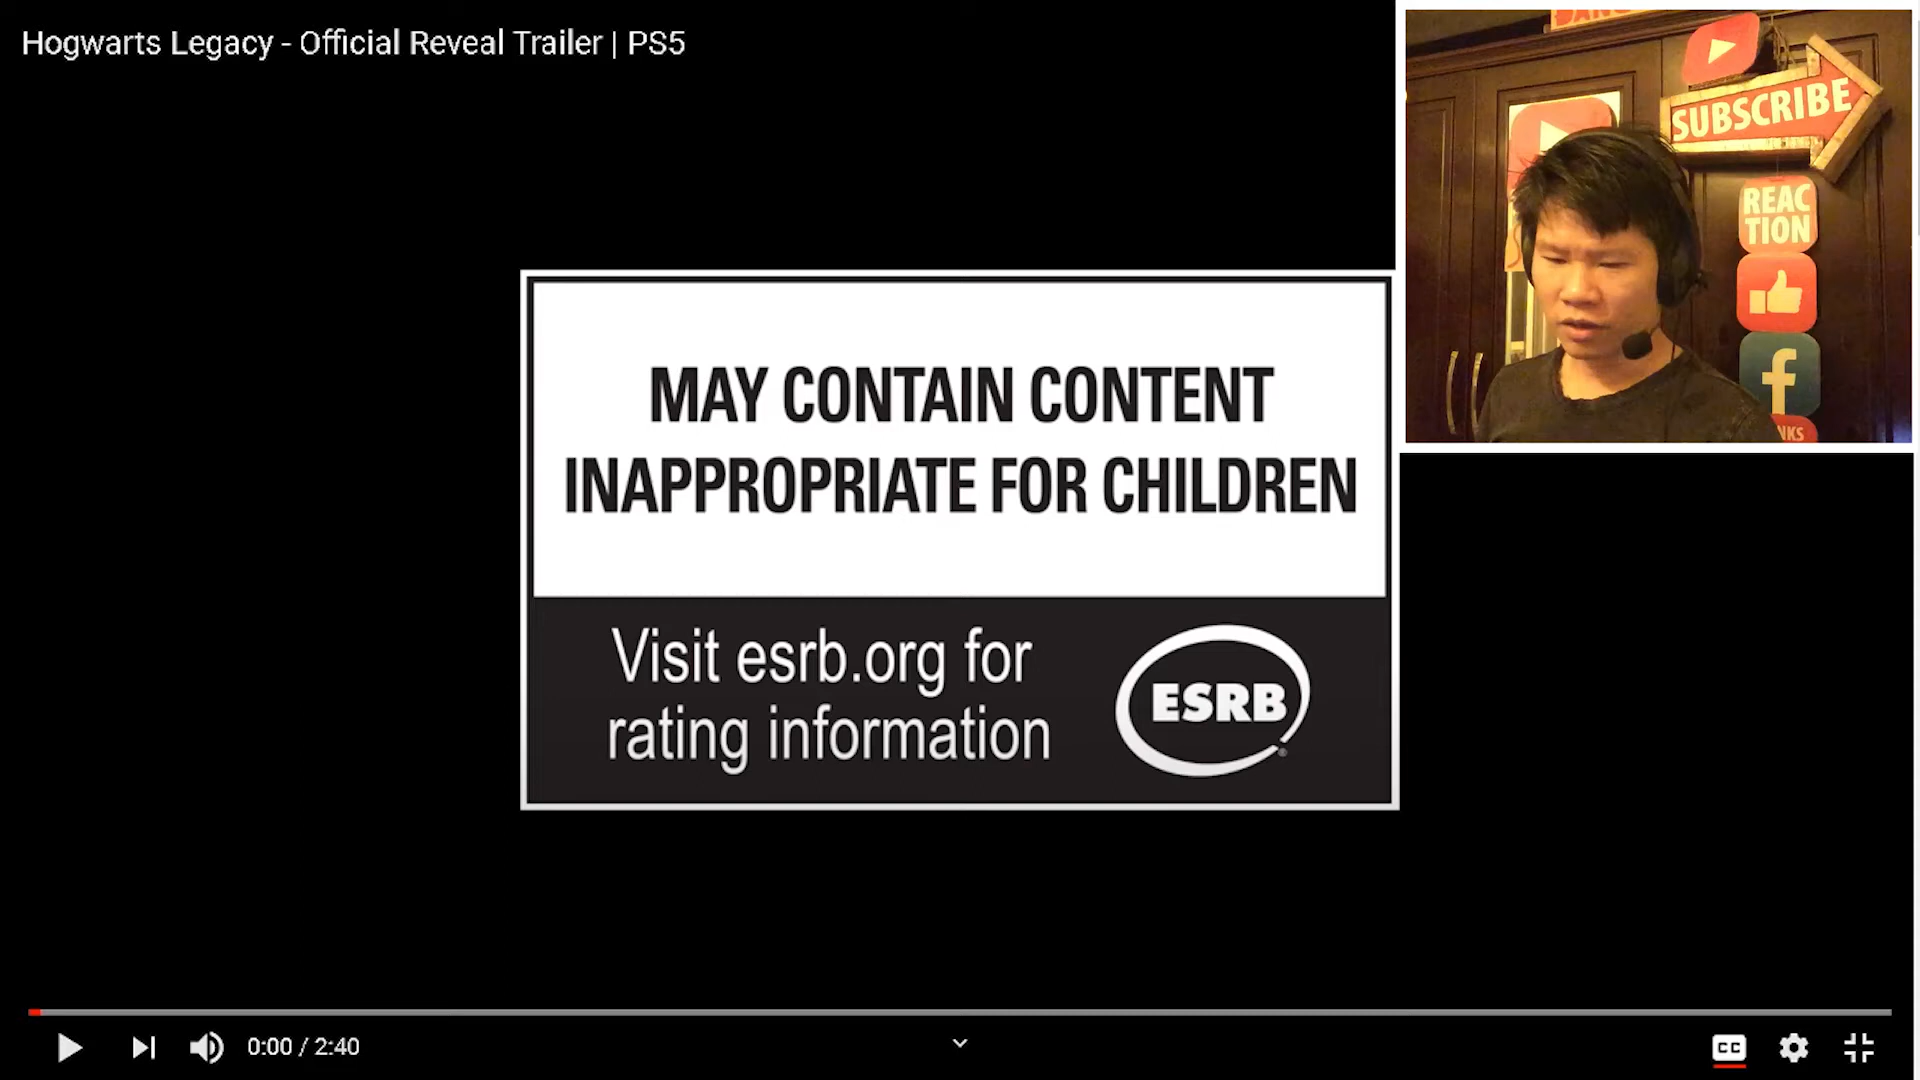 Hogwarts Legacy - Official Reveal Trailer | PS5
SUBSCRIBE
REAC
TION
MAY CONTAIN CONTENT
INAPPROPRIATE FOR CHILDREN
Visit esrb.org for
rating information
ESRB
0:00 / 2:40
CC